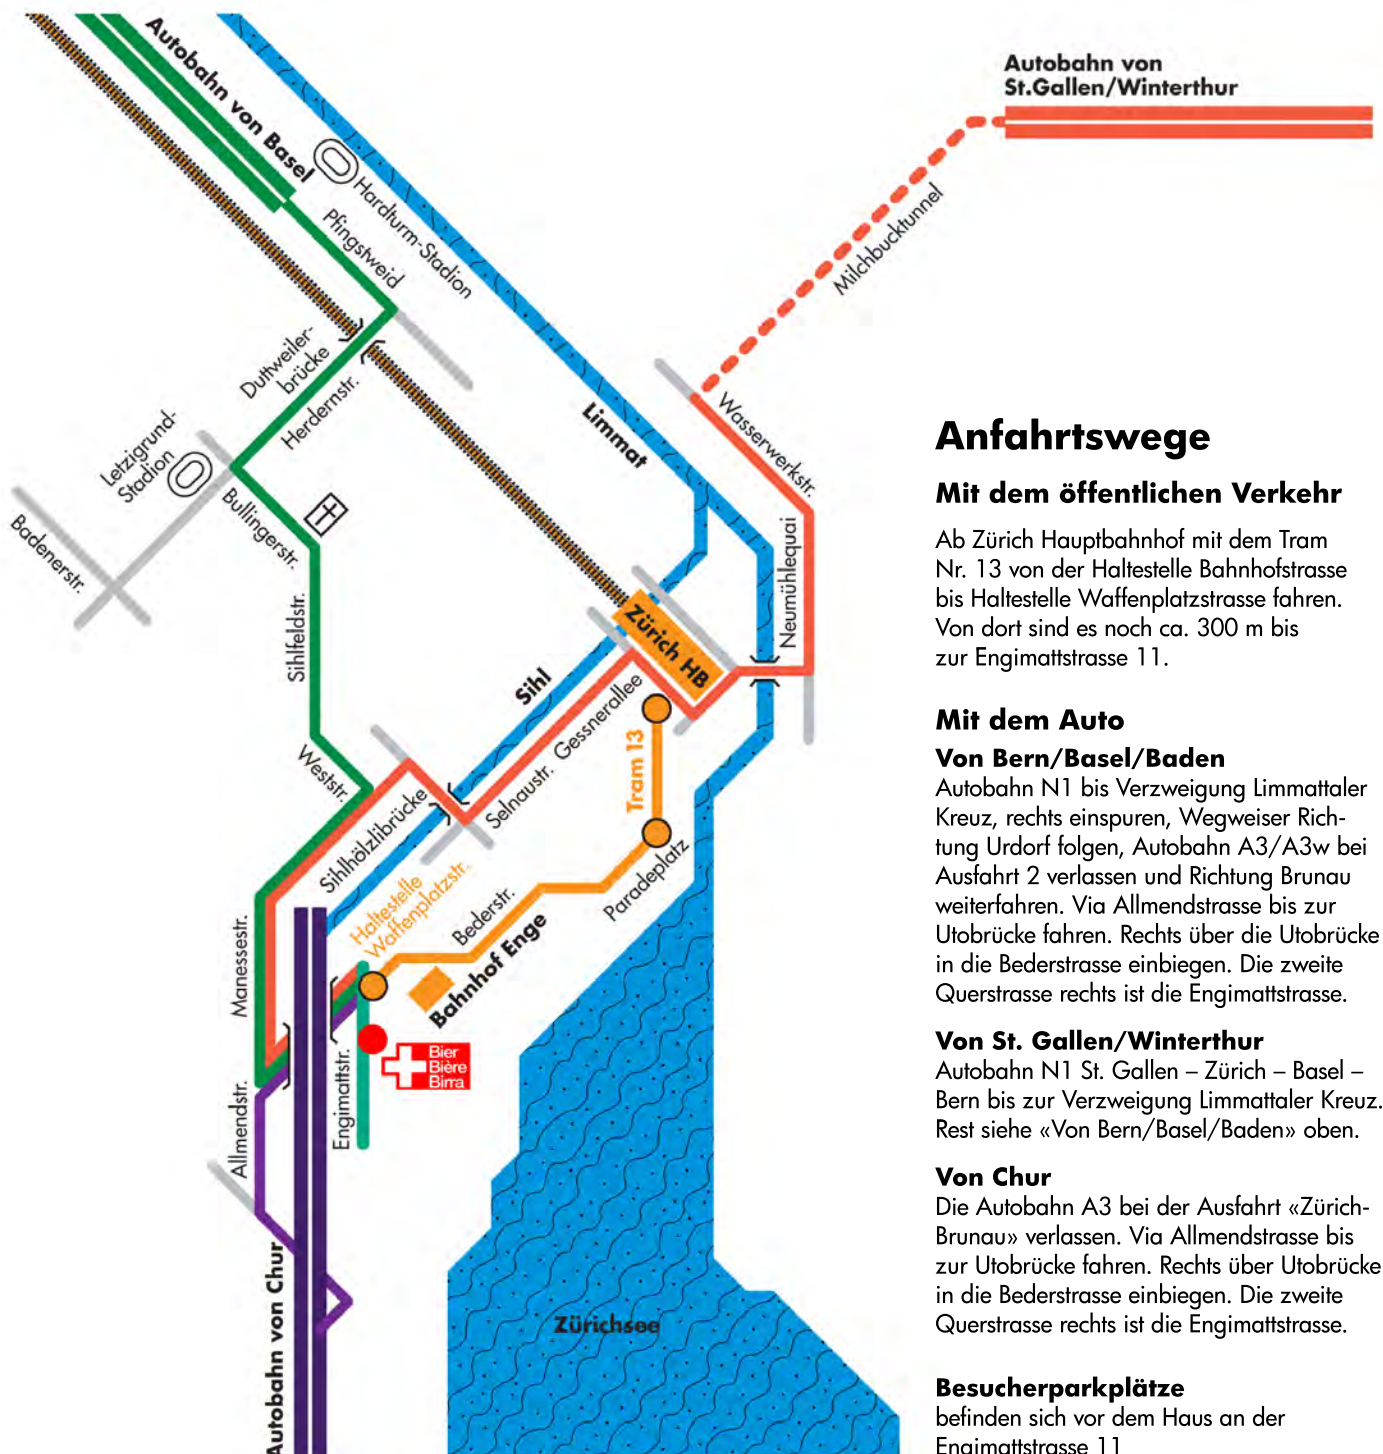 Autobahn von
St.Gallen/Winterthur
Autobahn von Basel
Hardturm-Stadion
Pfingstweid
Milchbucktunnel
Duttweiler-
brücke
Herdernstr.
Limmat
Wasserwerkstr.
Letzigrund-
Stadion
Bullingerstr.
Badenerstr.
Neumühlequai
Sihlfeldstr.
Zürich HB
Sihl
Gessnerallee
Tram 13
Weststr.
Selnaustr.
Sihlhölzlibrücke
Paradeplatz
Haltestelle
Waffenplatzstr.
Bederstr.
Bahnhof Enge
Manessestr.
Bier
Bière
Birra
Engimattstr.
Allmendstr.
Autobahn von Chur
Zürichsee
Anfahrtswege
Mit dem öffentlichen Verkehr
Ab Zürich Hauptbahnhof mit dem Tram
Nr. 13 von der Haltestelle Bahnhofstrasse
bis Haltestelle Waffenplatzstrasse fahren.
Von dort sind es noch ca. 300 m bis
zur Engimattstrasse 11.
Mit dem Auto
Von Bern/Basel/Baden
Autobahn N1 bis Verzweigung Limmattaler
Kreuz, rechts einspuren, Wegweiser Rich-
tung Urdorf folgen, Autobahn A3/A3w bei
Ausfahrt 2 verlassen und Richtung Brunau
weiterfahren. Via Allmendstrasse bis zur
Utobrücke fahren. Rechts über die Utobrücke
in die Bederstrasse einbiegen. Die zweite
Querstrasse rechts ist die Engimattstrasse.
Von St. Gallen/Winterthur
Autobahn N1 St. Gallen – Zürich – Basel –
Bern bis zur Verzweigung Limmattaler Kreuz.
Rest siehe «Von Bern/Basel/Baden» oben.
Von Chur
Die Autobahn A3 bei der Ausfahrt «Zürich-
Brunau» verlassen. Via Allmendstrasse bis
zur Utobrücke fahren. Rechts über Utobrücke
in die Bederstrasse einbiegen. Die zweite
Querstrasse rechts ist die Engimattstrasse.
Besucherparkplätze
befinden sich vor dem Haus an der
Engimattstrasse 11